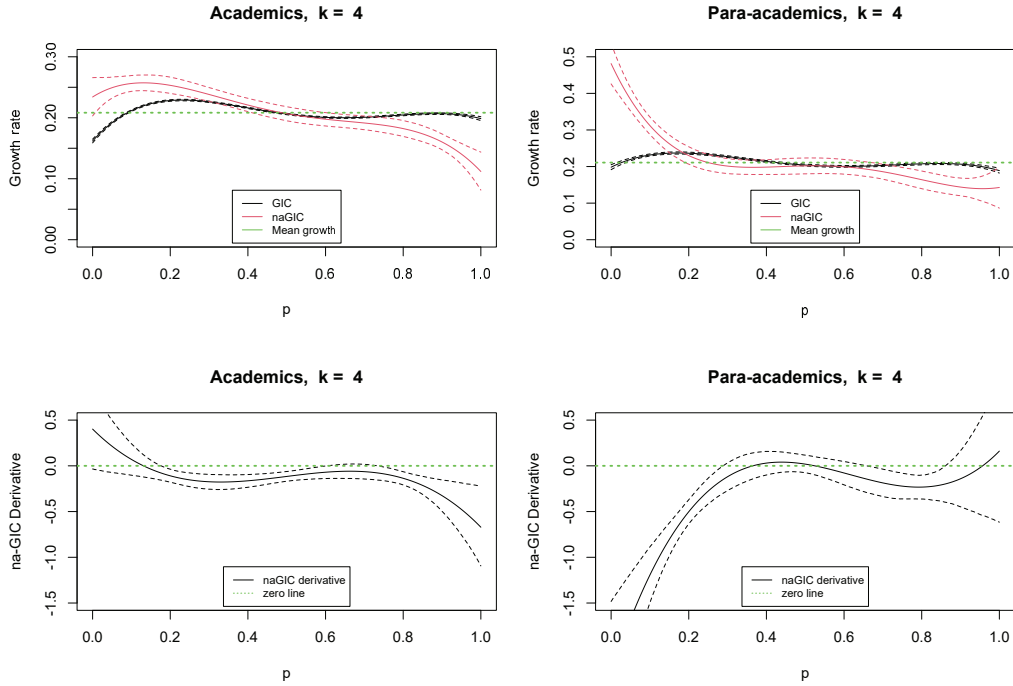 Academics, k = 4
Growth rate
0.00 0.10 0.20 0.30
GIC
naGIC
Mean growth
0.0 0.2 0.4 0.6 0.8 1.0
p
Para-academics, k = 4
Growth rate
0.0 0.1 0.2 0.3 0.4 0.5
GIC
naGIC
Mean growth
0.0 0.2 0.4 0.6 0.8 1.0
p
Academics, k = 4
na-GIC Derivative
-1.5 -1.0 -0.5 0.0 0.5
naGIC derivative
zero line
0.0 0.2 0.4 0.6 0.8 1.0
p
Para-academics, k = 4
na-GIC Derivative
-1.5 -1.0 -0.5 0.0 0.5
naGIC derivative
zero line
0.0 0.2 0.4 0.6 0.8 1.0
p